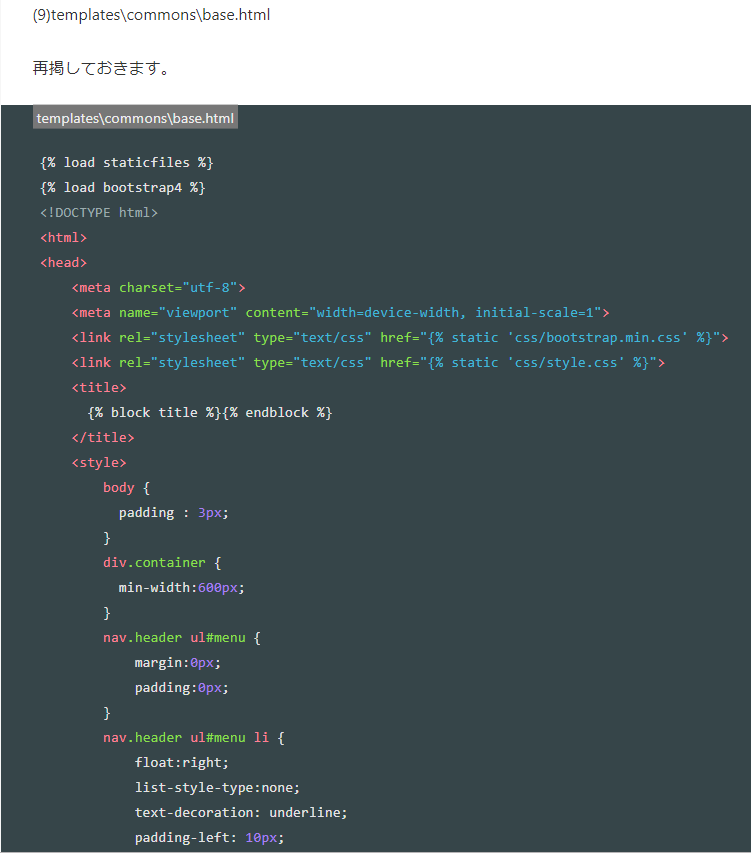 (9)templates\commons\base.html
再掲しておきます。
templates\commons\base.html
{% load staticfiles %}
{% load bootstrap4 %}
<!DOCTYPE html>
<html>
<head>
    <meta charset="utf-8">
    <meta name="viewport" content="width=device-width, initial-scale=1">
    <link rel="stylesheet" type="text/css" href="{% static 'css/bootstrap.min.css' %}">
    <link rel="stylesheet" type="text/css" href="{% static 'css/style.css' %}">
    <title>
      {% block title %}{% endblock %}
    </title>
    <style>
        body {
          padding : 3px;
        }
        div.container {
          min-width:600px;
        }
        nav.header ul#menu {
            margin:0px;
            padding:0px;
        }
        nav.header ul#menu li {
            float:right;
            list-style-type:none;
            text-decoration: underline;
            padding-left: 10px;